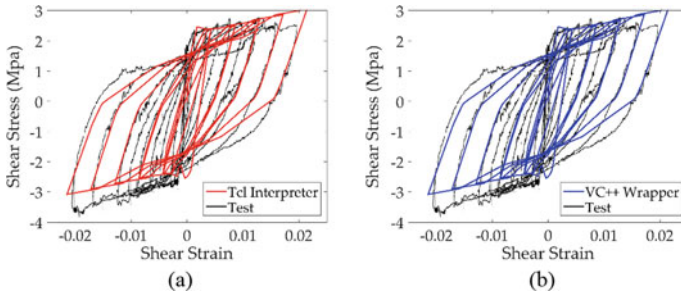 3
2
1
0
-1
-2
-3
-4
Shear Stress (Mpa)
-0.02 -0.01 0 0.01 0.02
Shear Strain
Tcl Interpreter
Test
(a)
3
2
1
0
-1
-2
-3
-4
Shear Stress (Mpa)
-0.02 -0.01 0 0.01 0.02
Shear Strain
VC++ Wrapper
Test
(b)